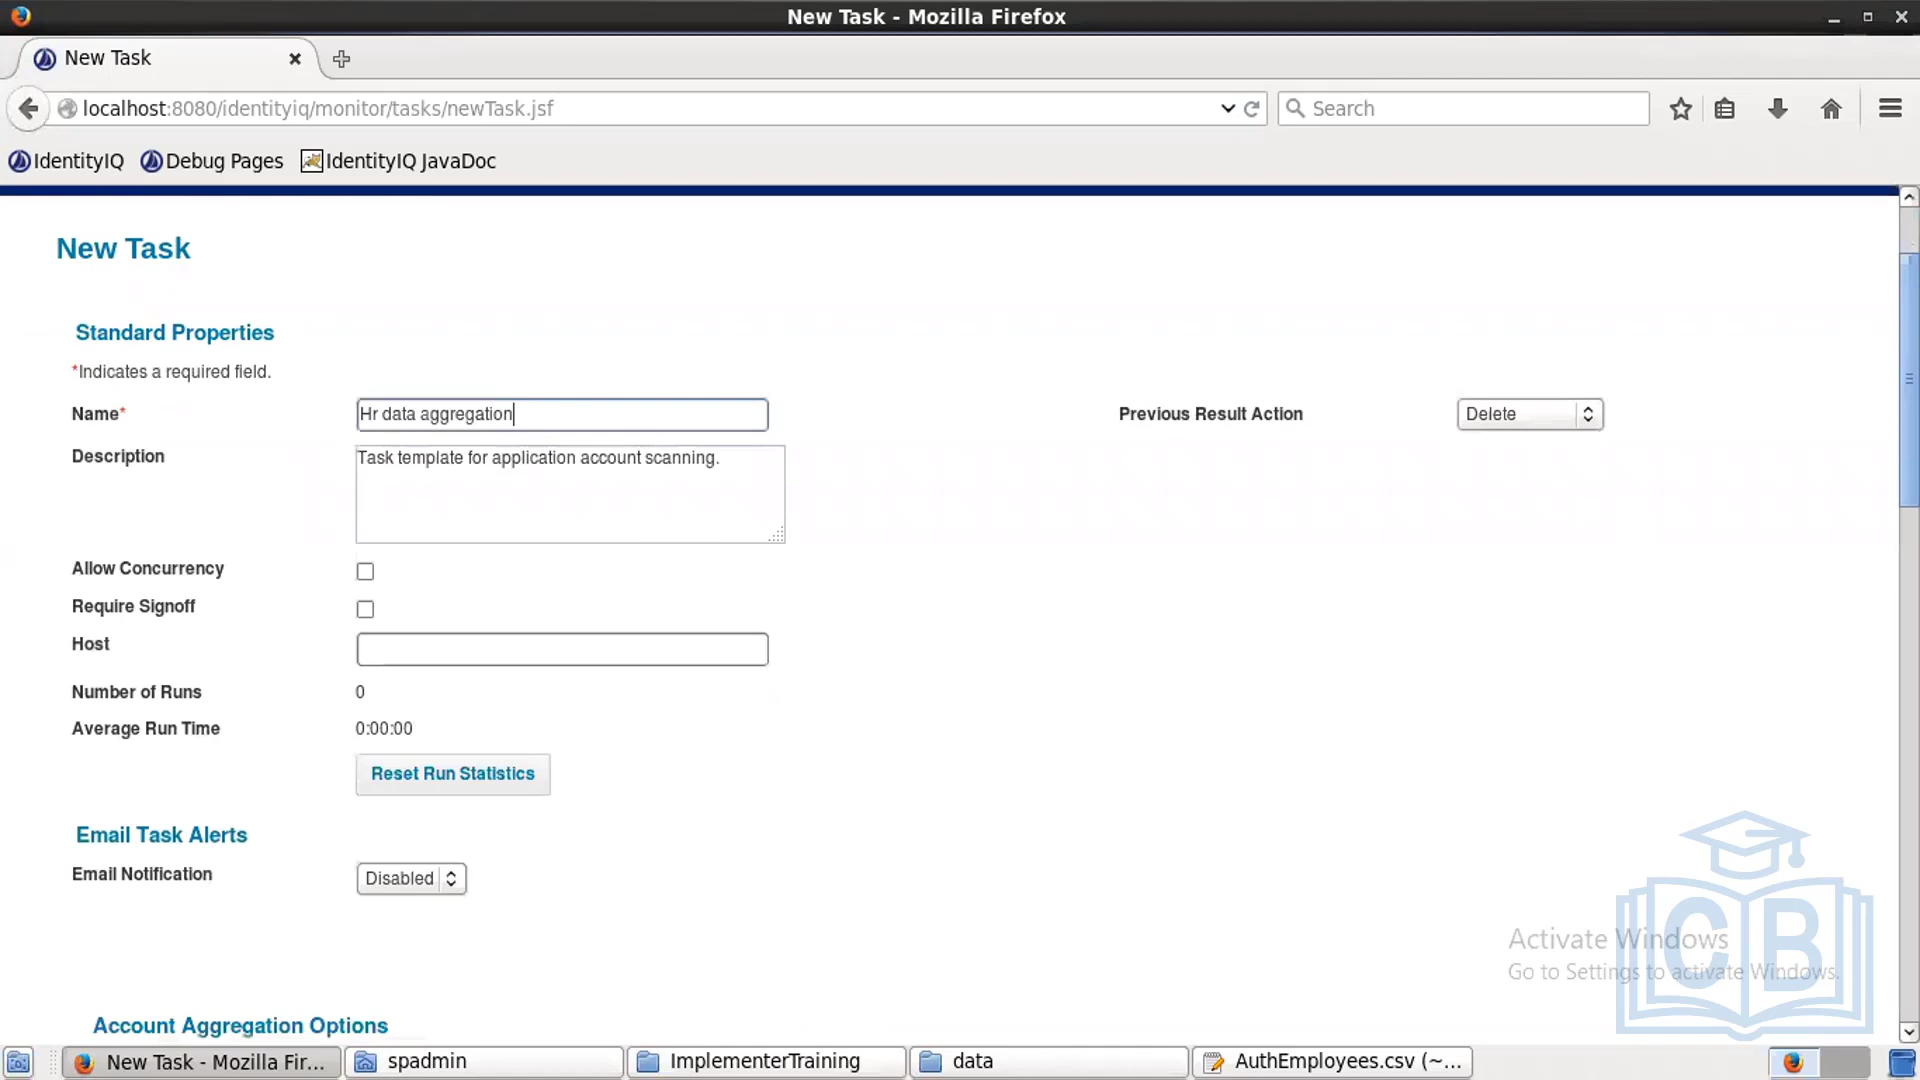 New Task - Mozilla Firefox
New Task
localhost:8080/identityiq/monitor/tasks/newTask.jsf
Search
IdentityIQ
Debug Pages
IdentityIQ JavaDoc
New Task
Standard Properties
*Indicates a required field.
Name*
Hr data aggregation
Previous Result Action
Delete
Description
Task template for application account scanning.
Allow Concurrency
Require Signoff
Host
Number of Runs
0
Average Run Time
0:00:00
Reset Run Statistics
Email Task Alerts
Email Notification
Disabled
Activate Windows
Go to Settings to activate Windows.
CB
Account Aggregation Options
New Task - Mozilla Fir...
spadmin
ImplementerTraining
data
AuthEmployees.csv (~...